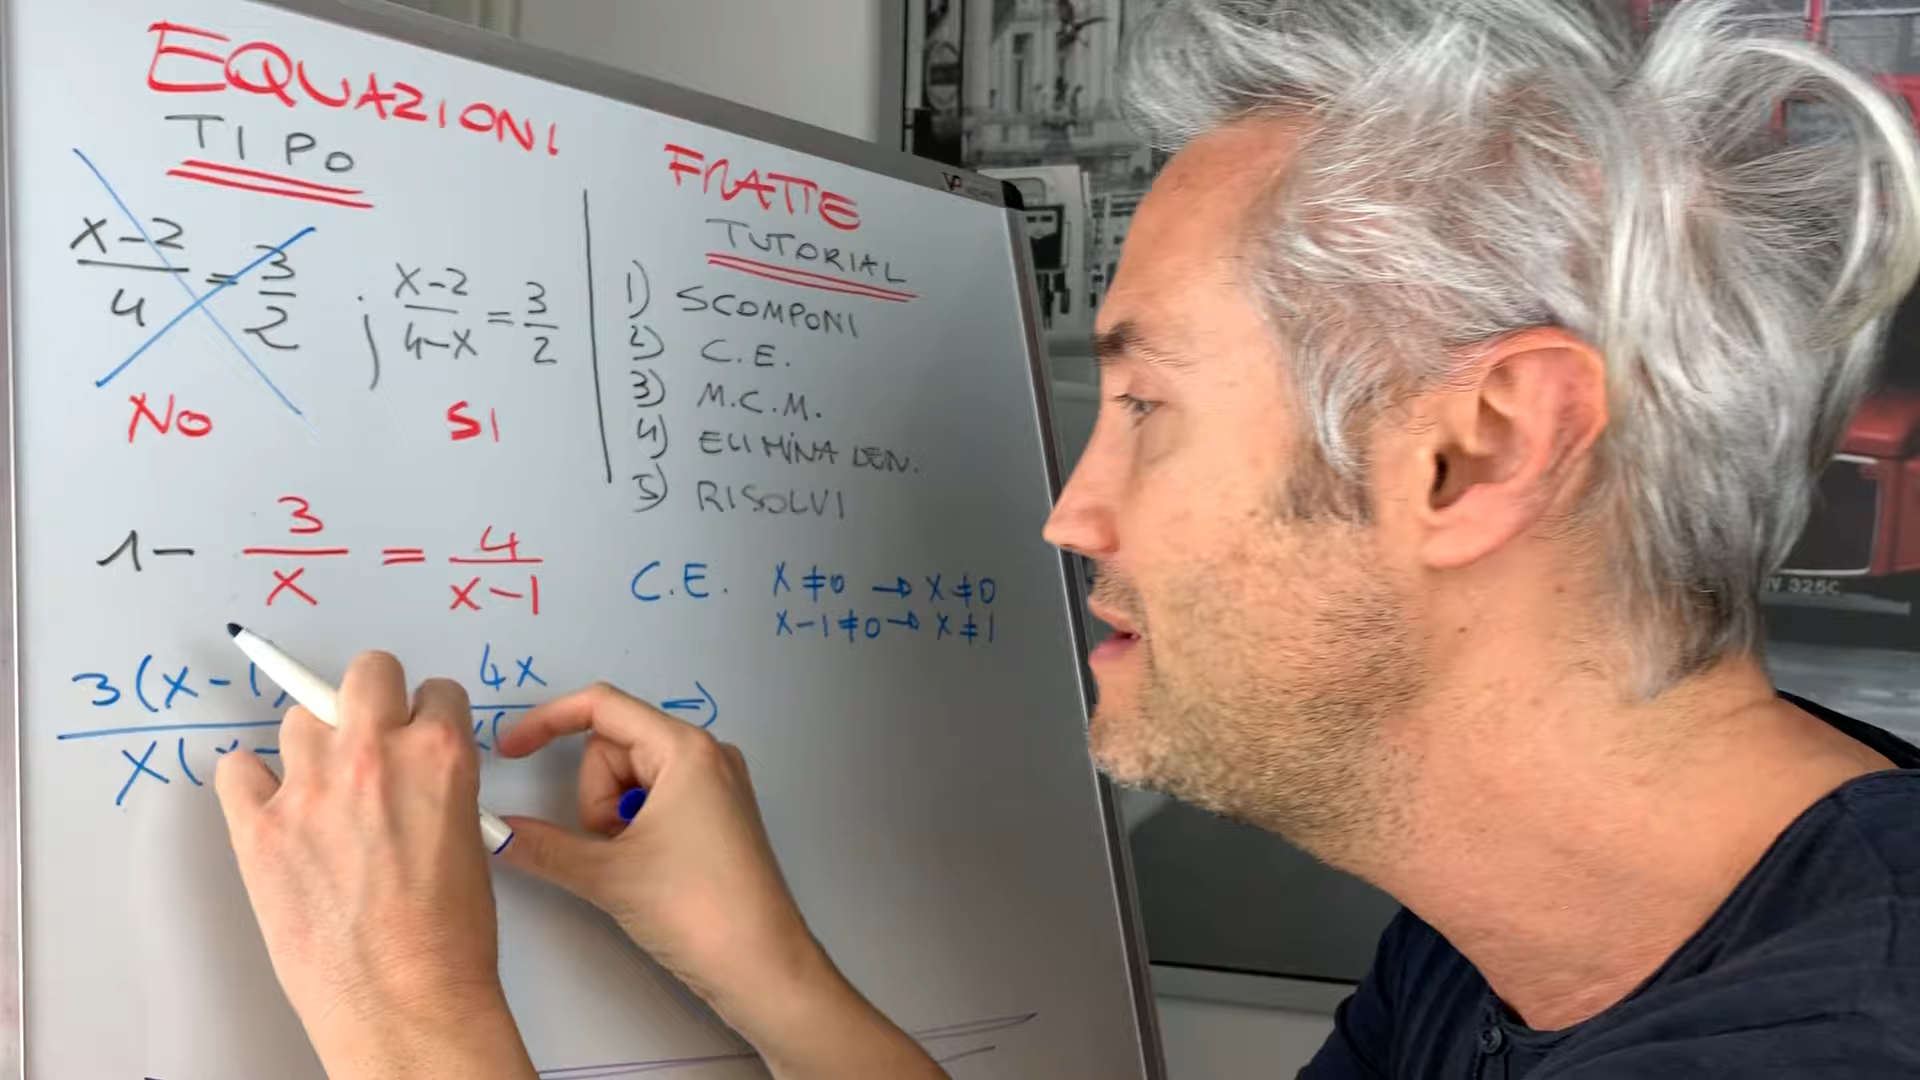 EQUAZIONI FRATTE
TIPO
x-2/4 = 3/2 ; x-2/4-x = 3/2
NO SI
TUTORIAL
1) SCOMPONI
2) C.E.
3) M.C.M.
4) ELIMINA DEN.
5) RISOLVI
1- 3/x = 4/x-1
C.E. x≠0 → x≠0
x-1≠0 → x≠1
3(x-1) 4x ⇒
x(x- x(
N 325C